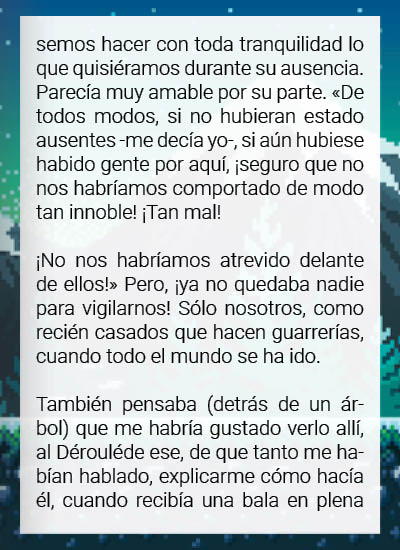 semos hacer con toda tranquilidad lo
que quisiéramos durante su ausencia.
Parecía muy amable por su parte. «De
todos modos, si no hubieran estado
ausentes -me decía yo-, si aún hubiese
habido gente por aquí, ¡seguro que no
nos habríamos comportado de modo
tan innoble! ¡Tan mal!
¡No nos habríamos atrevido delante
de ellos!» Pero, ¡ya no quedaba nadie
para vigilarnos! Sólo nosotros, como
recién casados que hacen guarrerías,
cuando todo el mundo se ha ido.
También pensaba (detrás de un ár-
bol) que me habría gustado verlo allí,
al Dérouléde ese, de que tanto me ha-
bían hablado, explicarme cómo hacía
él, cuando recibía una bala en plena